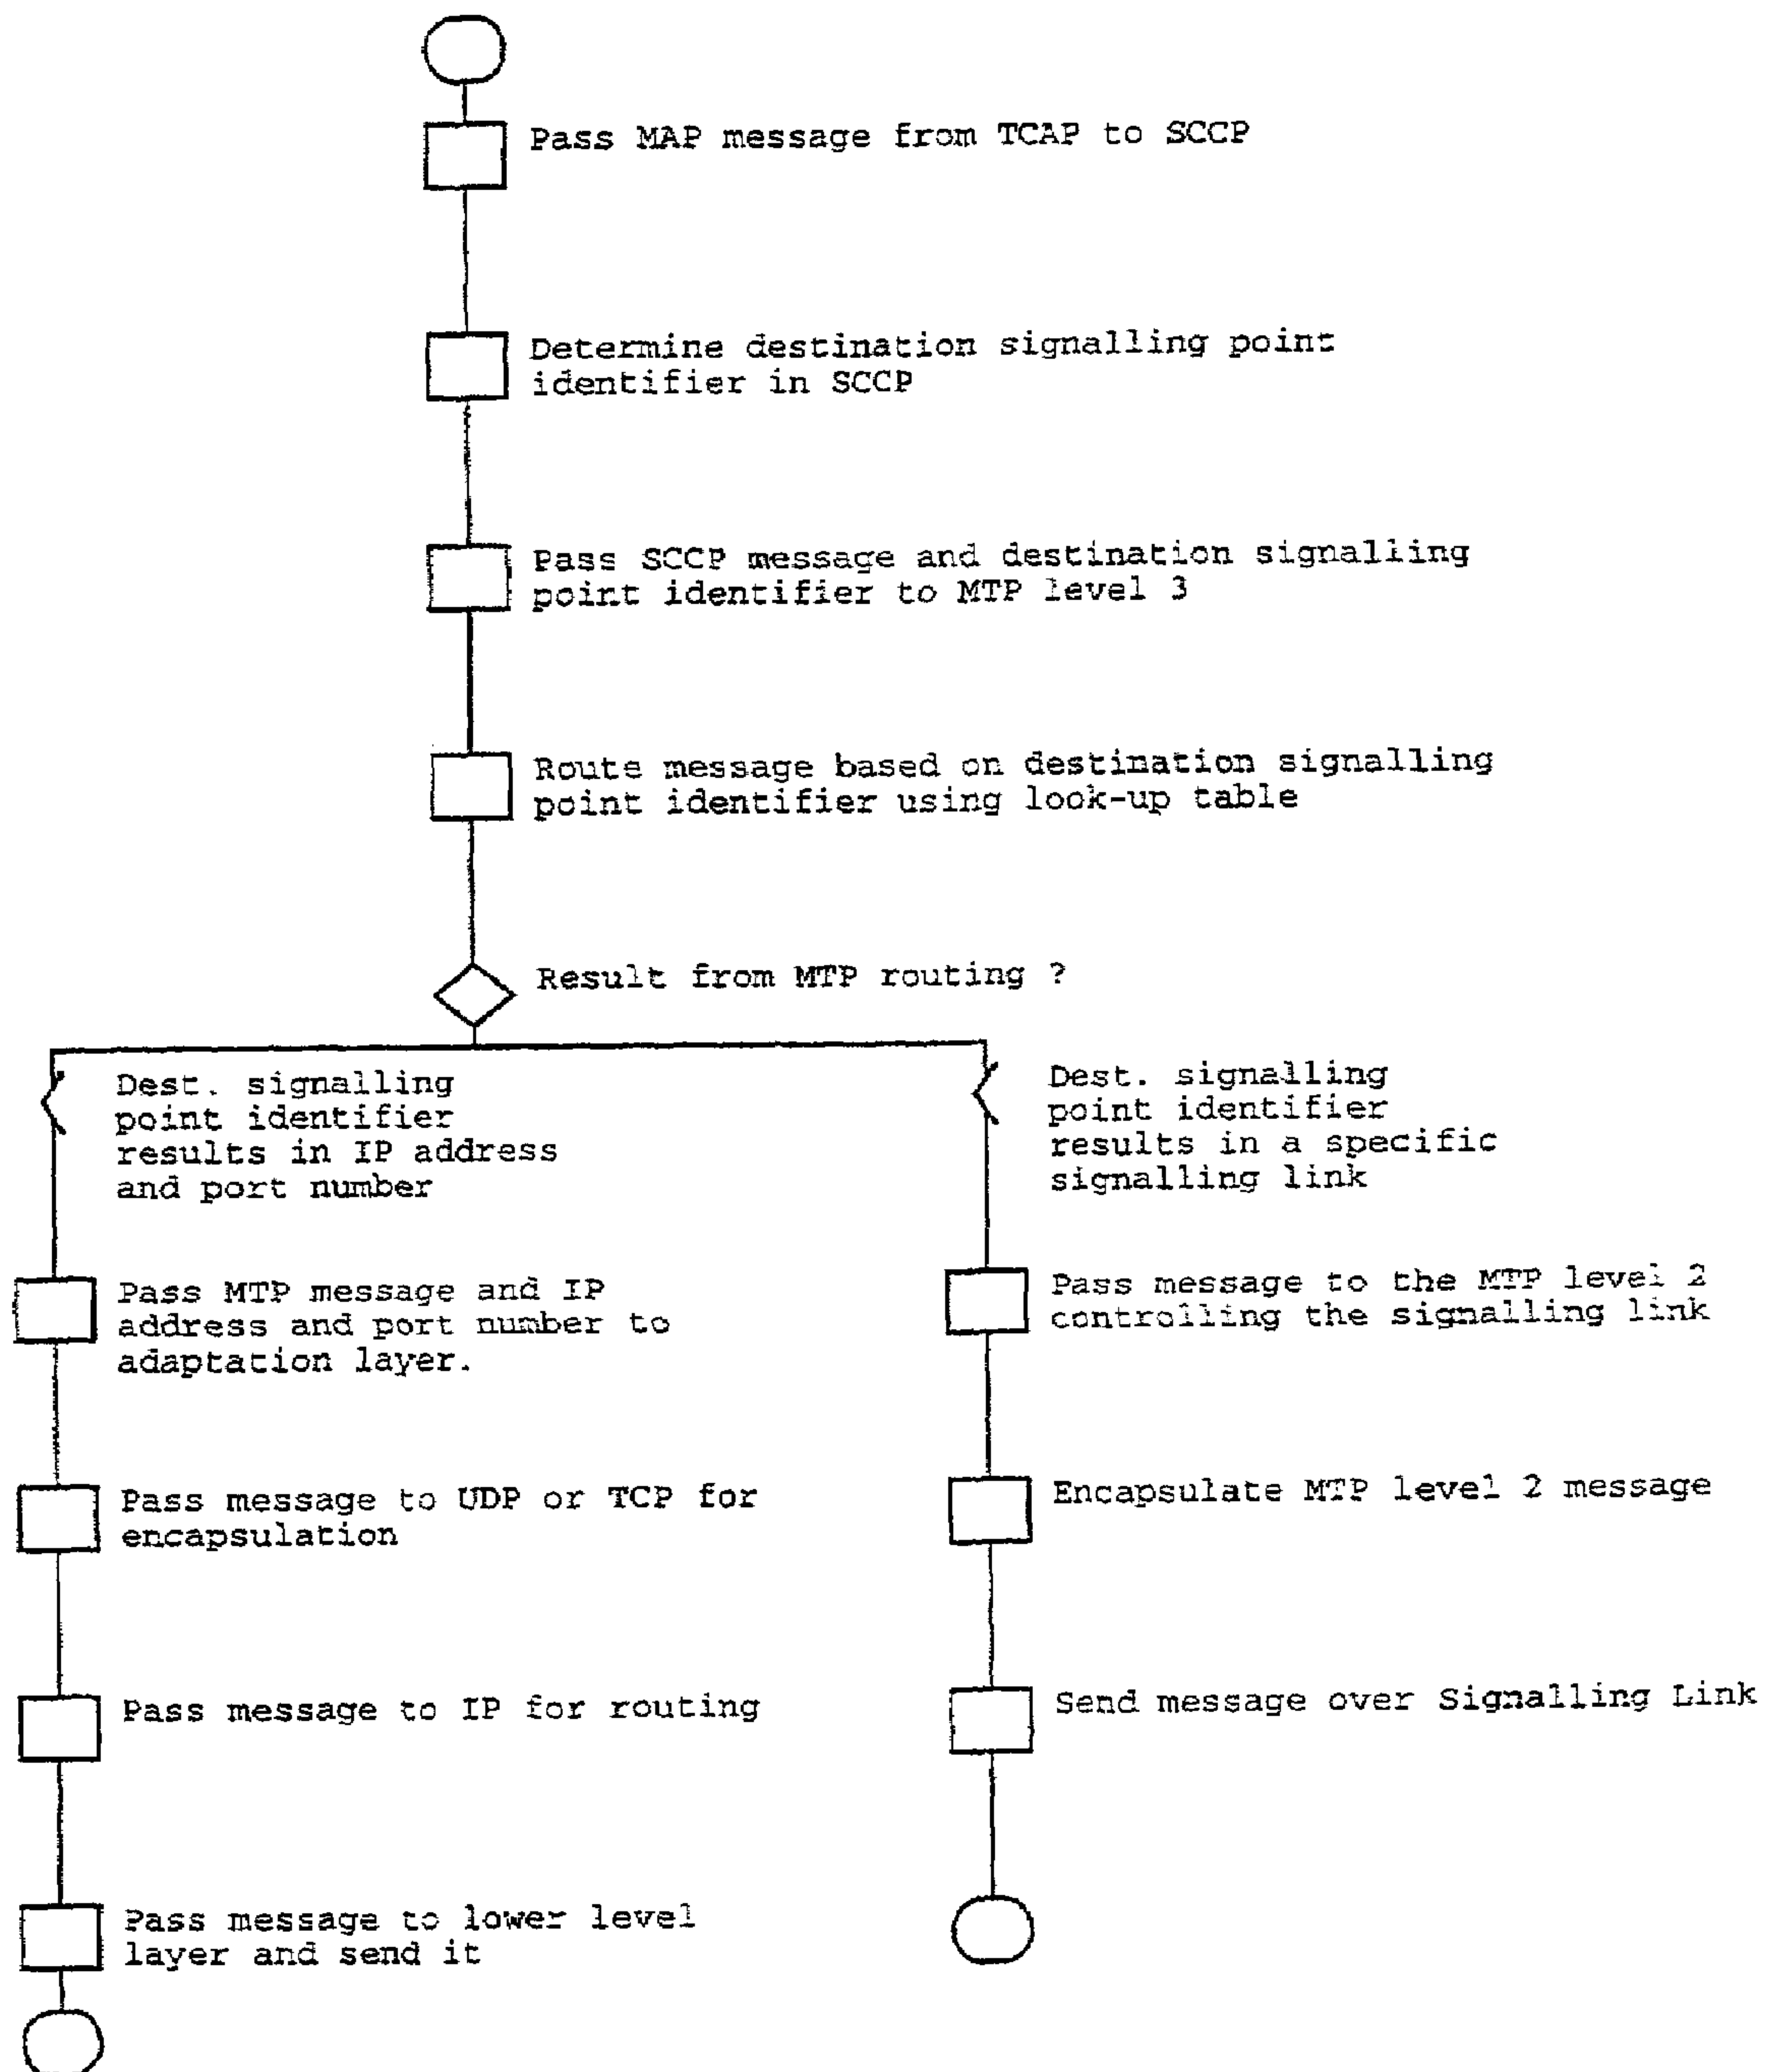 Pass MAP message from TCAP to SCCP
Determine destination signalling point
identifier in SCCP
Pass SCCP message and destination signalling
point identifier to MTP level 3
Route message based on destination signalling
point identifier using look-up table
Result from MTP routing ?
Dest. signalling
point identifier
results in IP address
and port number
Dest. signalling
point identifier
results in a specific
signalling link
Pass MTP message and IP
address and port number to
adaptation layer.
Pass message to the MTP level 2
controlling the signalling link
Pass message to UDP or TCP for
encapsulation
Encapsulate MTP level 2 message
Pass message to IP for routing
Send message over Signalling Link
Pass message to lower level
layer and send it